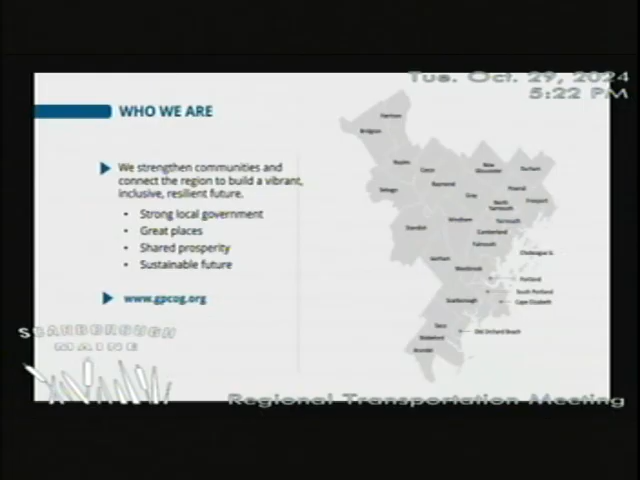 Tue. Oct. 29, 2024
5:22 PM
WHO WE ARE
We strengthen communities and
connect the region to build a vibrant,
inclusive, resilient future.
• Strong local government
• Great places
• Shared prosperity
• Sustainable future
www.gpcog.org
Harrison
Bridgton
Naples
Casco
New
Gloucester
Durham
Sebago
Raymond
Gray
Pownal
Freeport
North
Yarmouth
Standish
Windham
Yarmouth
Cumberland
Falmouth
Chebeague Is.
Gorham
Westbrook
Portland
South Portland
Scarborough
Cape Elizabeth
Saco
Old Orchard Beach
Biddeford
Arundel
SCARBOROUGH
MAINE
Regional Transportation Meeting